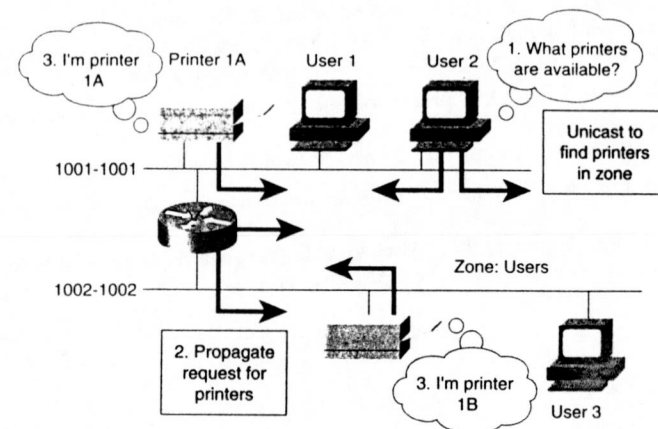 3. I'm printer
1A
Printer 1A
User 1
User 2
1. What printers
are available?
Unicast to
find printers
in zone
1001-1001
Zone: Users
1002-1002
2. Propagate
request for
printers
3. I'm printer
1B
User 3